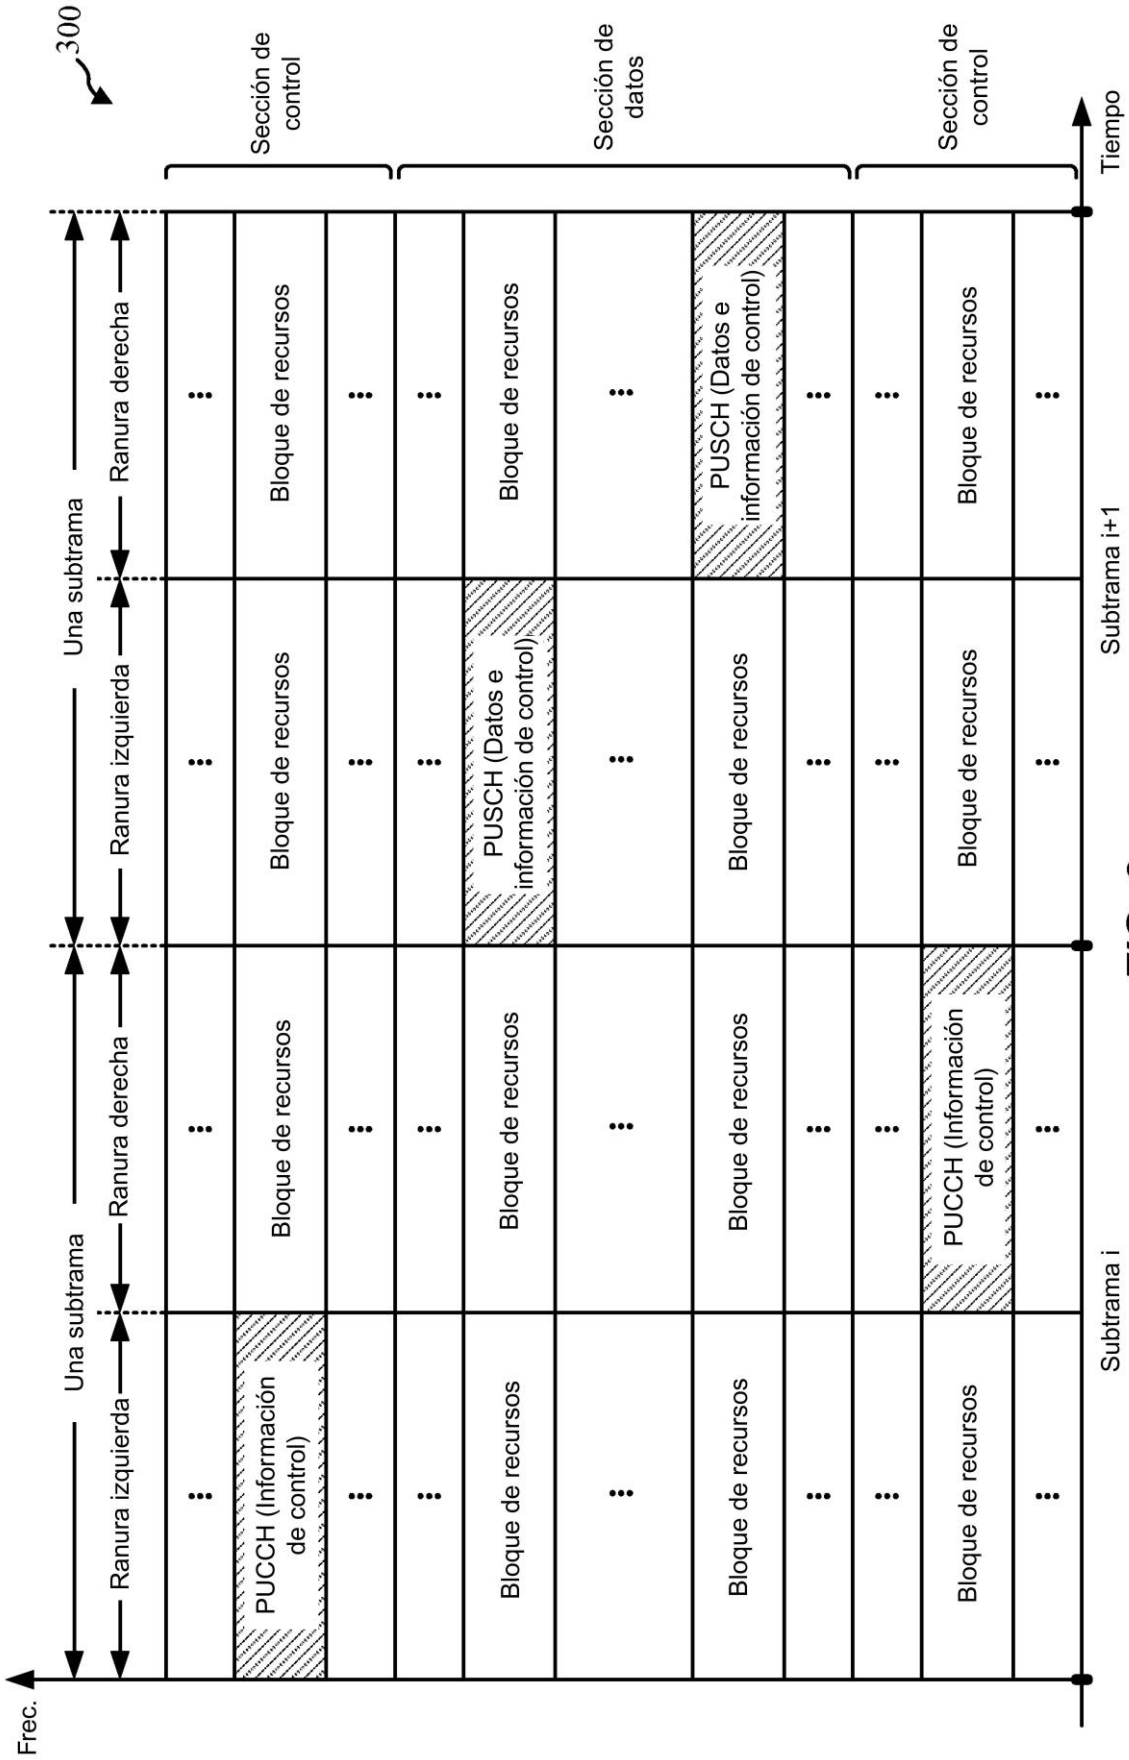 Frec.
300
Una subtrama
Una subtrama
Ranura izquierda
Ranura derecha
Ranura izquierda
Ranura derecha
PUCCH (Información
de control)
Bloque de recursos
Bloque de recursos
Bloque de recursos
Sección de
control
Bloque de recursos
Bloque de recursos
PUSCH (Datos e
información de control)
Bloque de recursos
Sección de
datos
Bloque de recursos
Bloque de recursos
Bloque de recursos
PUSCH (Datos e
información de control)
Bloque de recursos
PUCCH (Información
de control)
Bloque de recursos
Bloque de recursos
Sección de
control
Subtrama i
Subtrama i+1
Tiempo